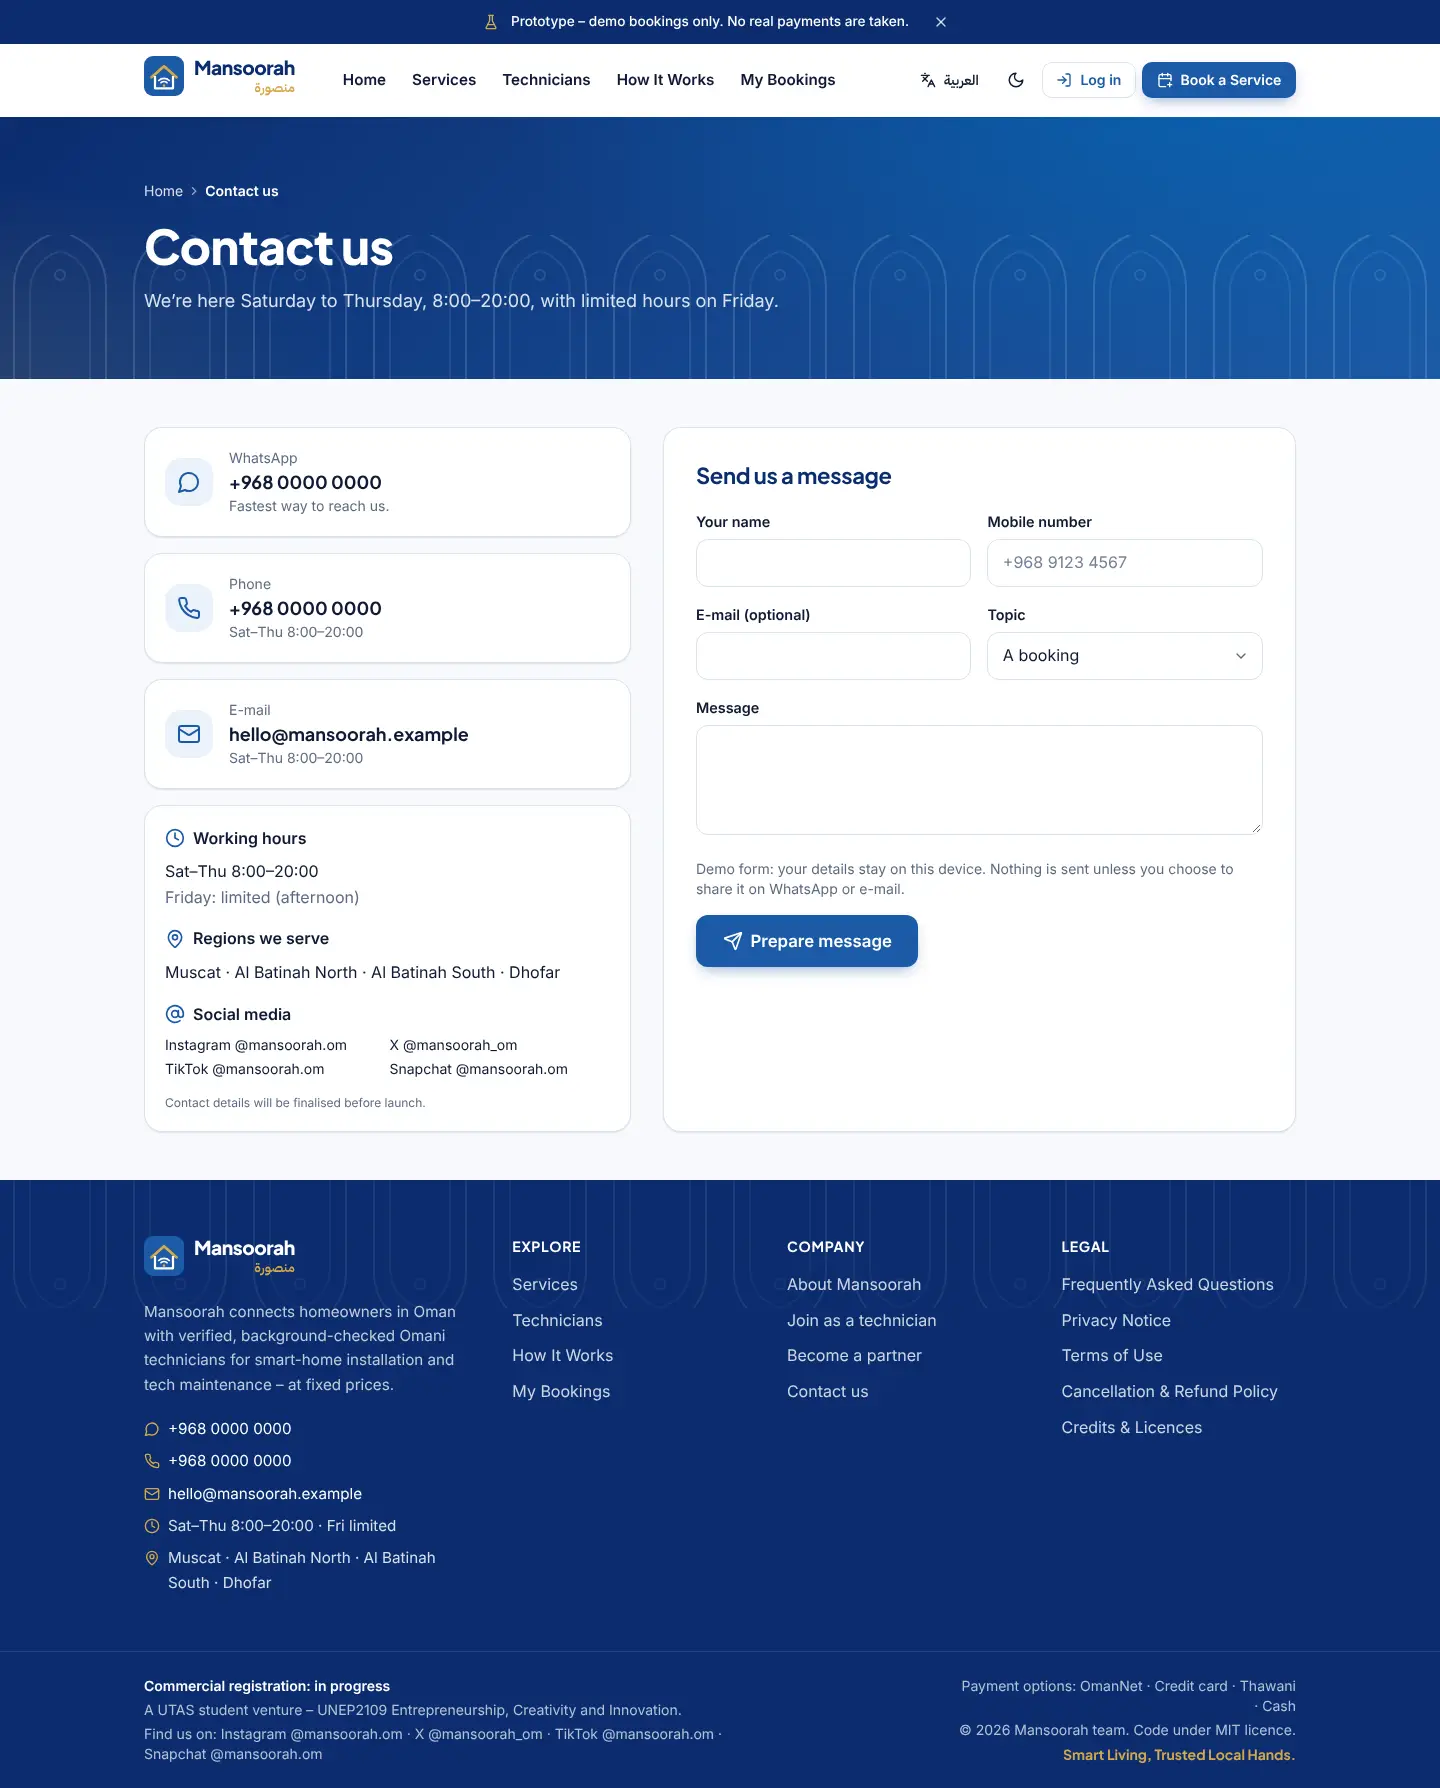 Prototype – demo bookings only. No real payments are taken.
Mansoorah
منصورة
Home
Services
Technicians
How It Works
My Bookings
العربية
Log in
Book a Service
Home
Contact us
Contact us
We’re here Saturday to Thursday, 8:00–20:00, with limited hours on Friday.
WhatsApp
+968 0000 0000
Fastest way to reach us.
Phone
+968 0000 0000
Sat–Thu 8:00–20:00
E-mail
hello@mansoorah.example
Sat–Thu 8:00–20:00
Working hours
Sat–Thu 8:00–20:00
Friday: limited (afternoon)
Regions we serve
Muscat · Al Batinah North · Al Batinah South · Dhofar
Social media
Instagram @mansoorah.om
X @mansoorah_om
TikTok @mansoorah.om
Snapchat @mansoorah.om
Contact details will be finalised before launch.
Send us a message
Your name
Mobile number
+968 9123 4567
E-mail (optional)
Topic
A booking
Message
Demo form: your details stay on this device. Nothing is sent unless you choose to
share it on WhatsApp or e-mail.
Prepare message
Mansoorah
منصورة
Mansoorah connects homeowners in Oman
with verified, background-checked Omani
technicians for smart-home installation and
tech maintenance – at fixed prices.
+968 0000 0000
+968 0000 0000
hello@mansoorah.example
Sat–Thu 8:00–20:00 · Fri limited
Muscat · Al Batinah North · Al Batinah
South · Dhofar
EXPLORE
Services
Technicians
How It Works
My Bookings
COMPANY
About Mansoorah
Join as a technician
Become a partner
Contact us
LEGAL
Frequently Asked Questions
Privacy Notice
Terms of Use
Cancellation & Refund Policy
Credits & Licences
Commercial registration: in progress
A UTAS student venture – UNEP2109 Entrepreneurship, Creativity and Innovation.
Find us on: Instagram @mansoorah.om · X @mansoorah_om · TikTok @mansoorah.om ·
Snapchat @mansoorah.om
Payment options: OmanNet · Credit card · Thawani
· Cash
© 2026 Mansoorah team. Code under MIT licence.
Smart Living, Trusted Local Hands.